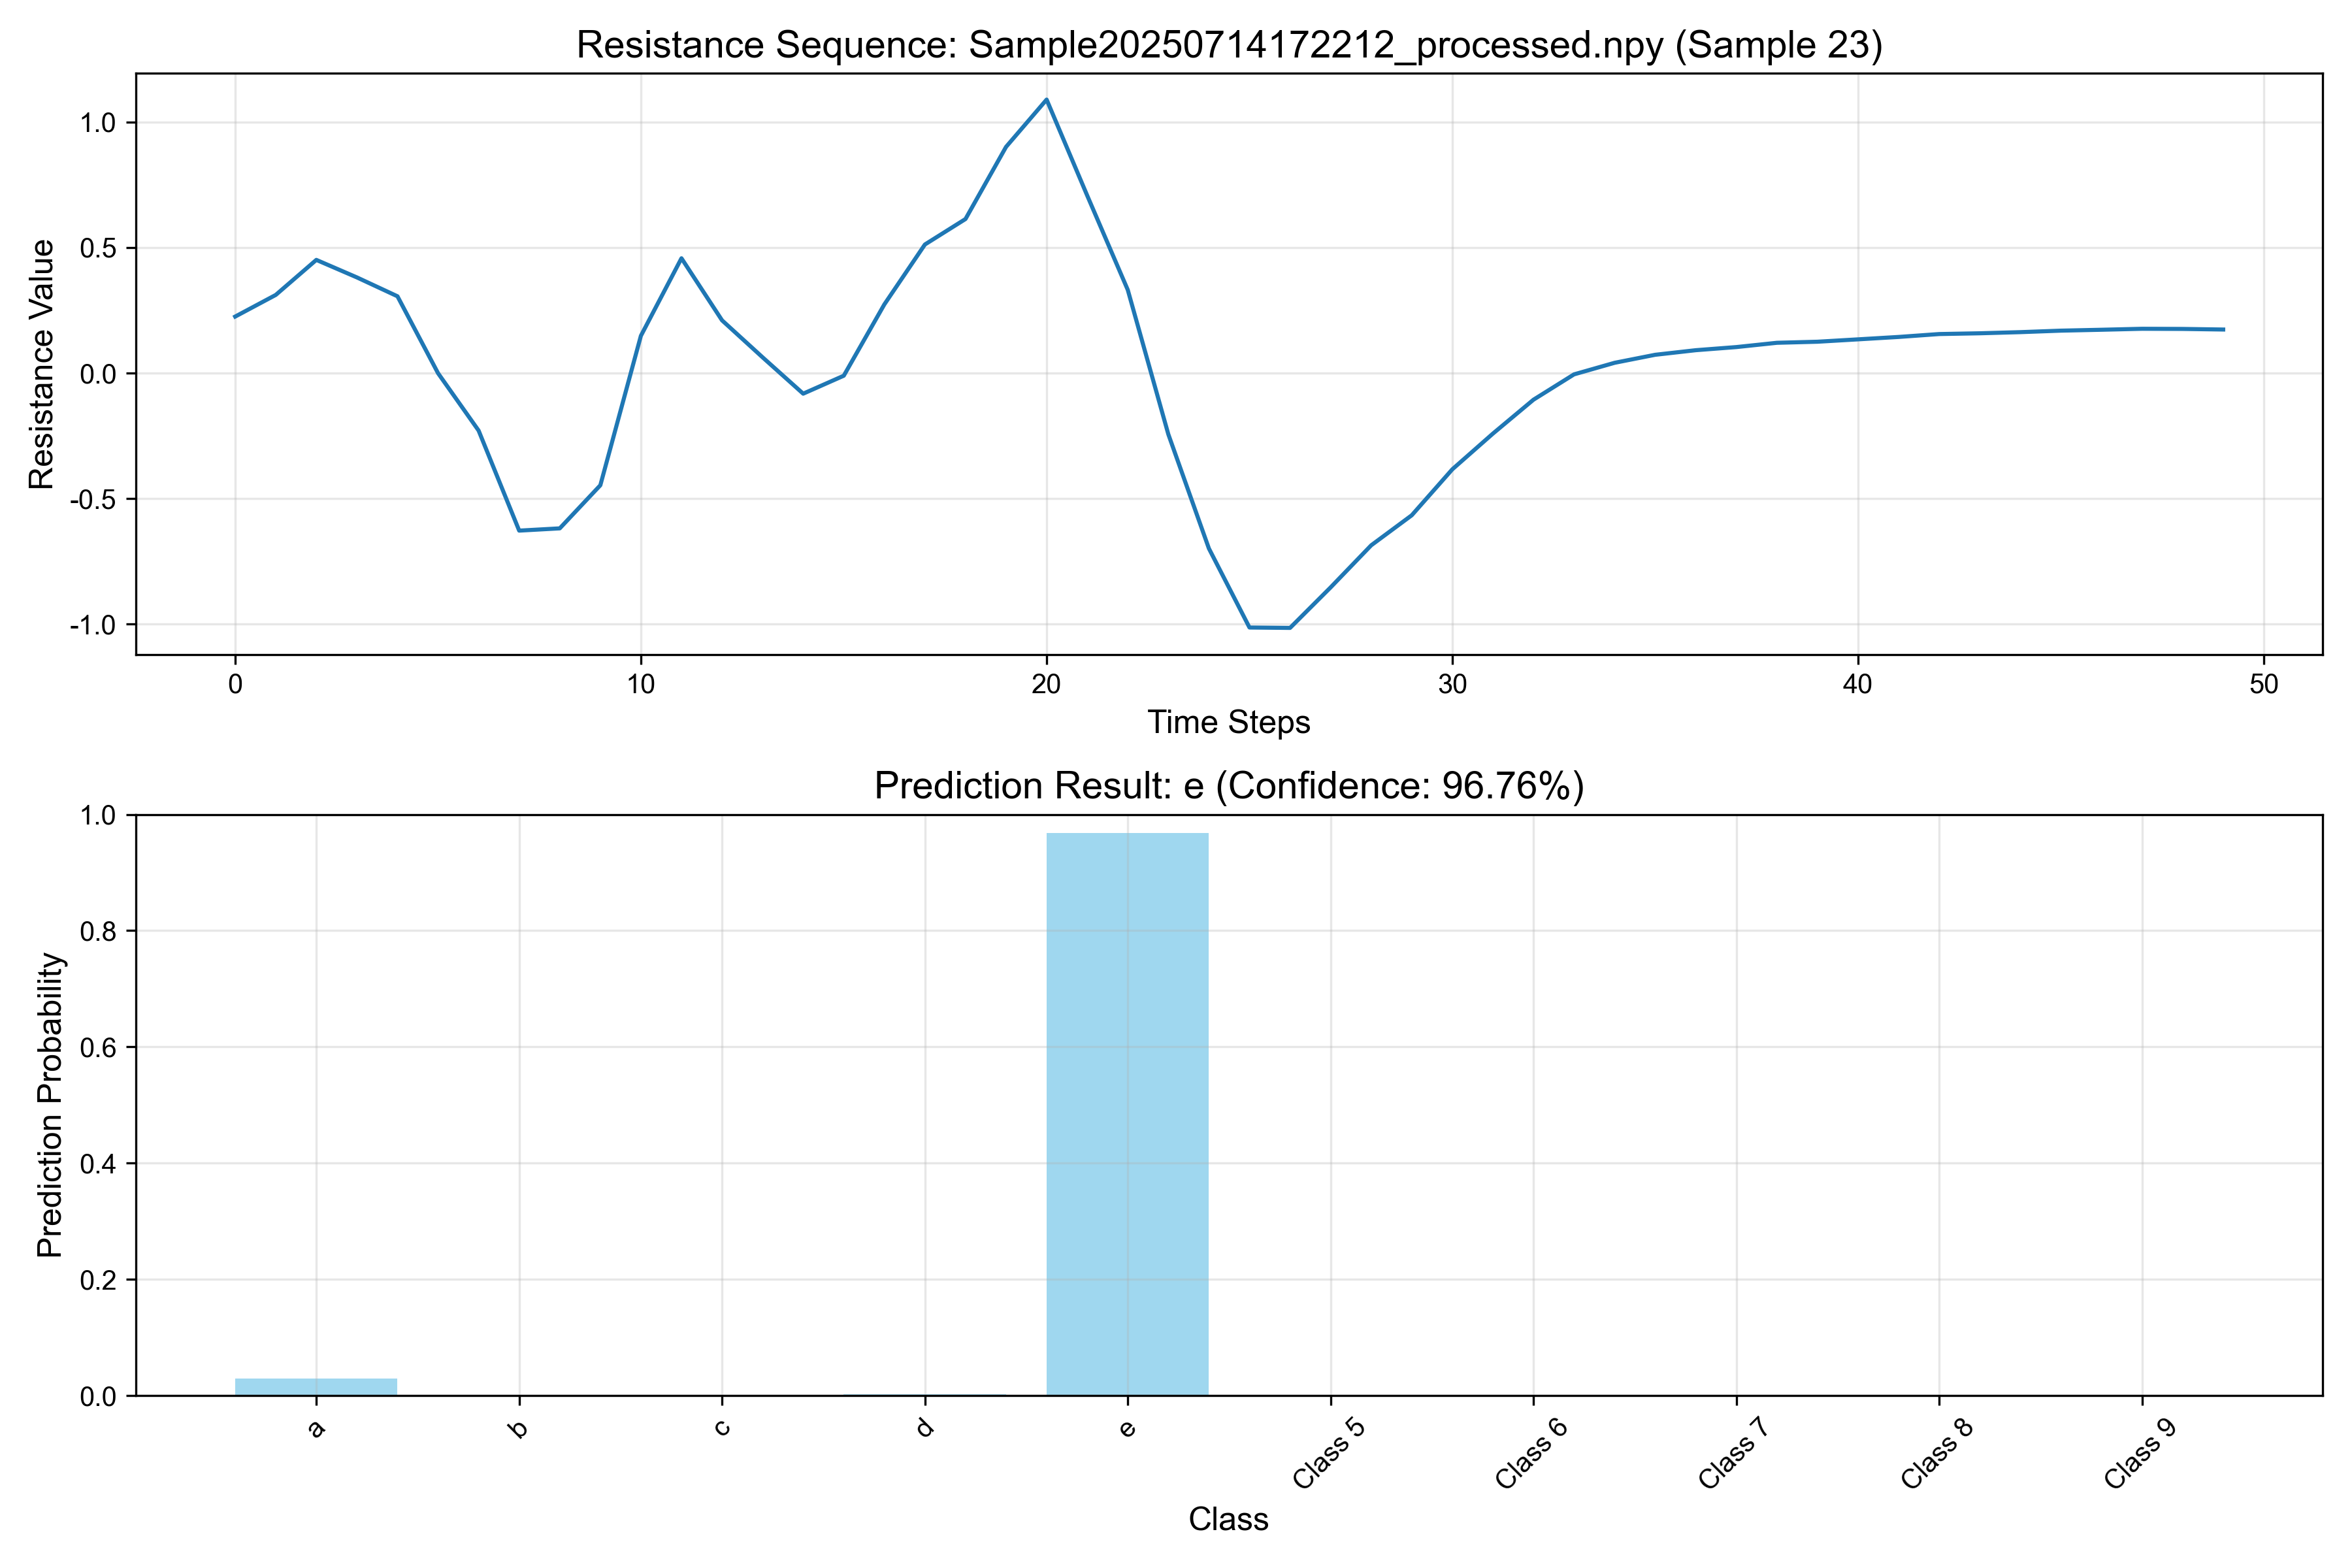 Resistance Sequence: Sample20250714172212_processed.npy (Sample 23)
Resistance Value
1.0
0.5
0.0
-0.5
-1.0
0 10 20 30 40 50
Time Steps
Prediction Result: e (Confidence: 96.76%)
Prediction Probability
1.0
0.8
0.6
0.4
0.2
0.0
a b c d e Class 5 Class 6 Class 7 Class 8 Class 9
Class